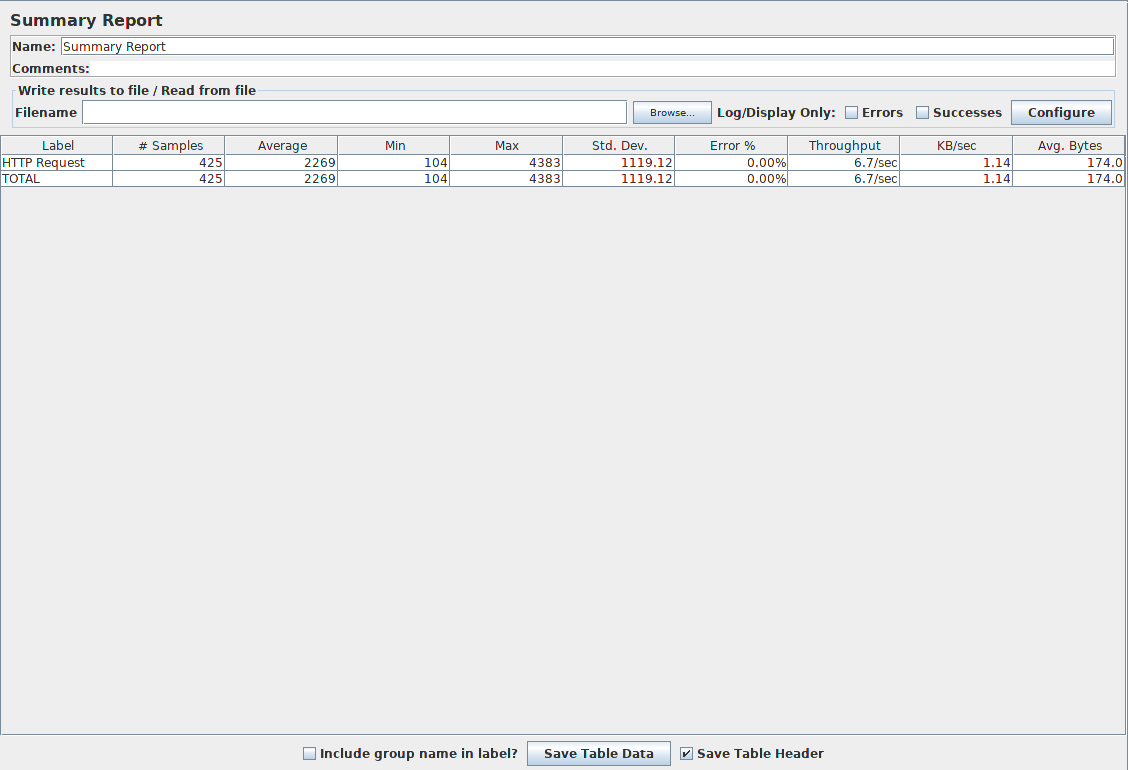 Summary Report
Name: Summary Report
Comments:
Write results to file / Read from file
Filename Browse... Log/Display Only: Errors Successes Configure
Label # Samples Average Min Max Std. Dev. Error % Throughput KB/sec Avg. Bytes
HTTP Request 425 2269 104 4383 1119.12 0.00% 6.7/sec 1.14 174.0
TOTAL 425 2269 104 4383 1119.12 0.00% 6.7/sec 1.14 174.0
Include group name in label? Save Table Data Save Table Header